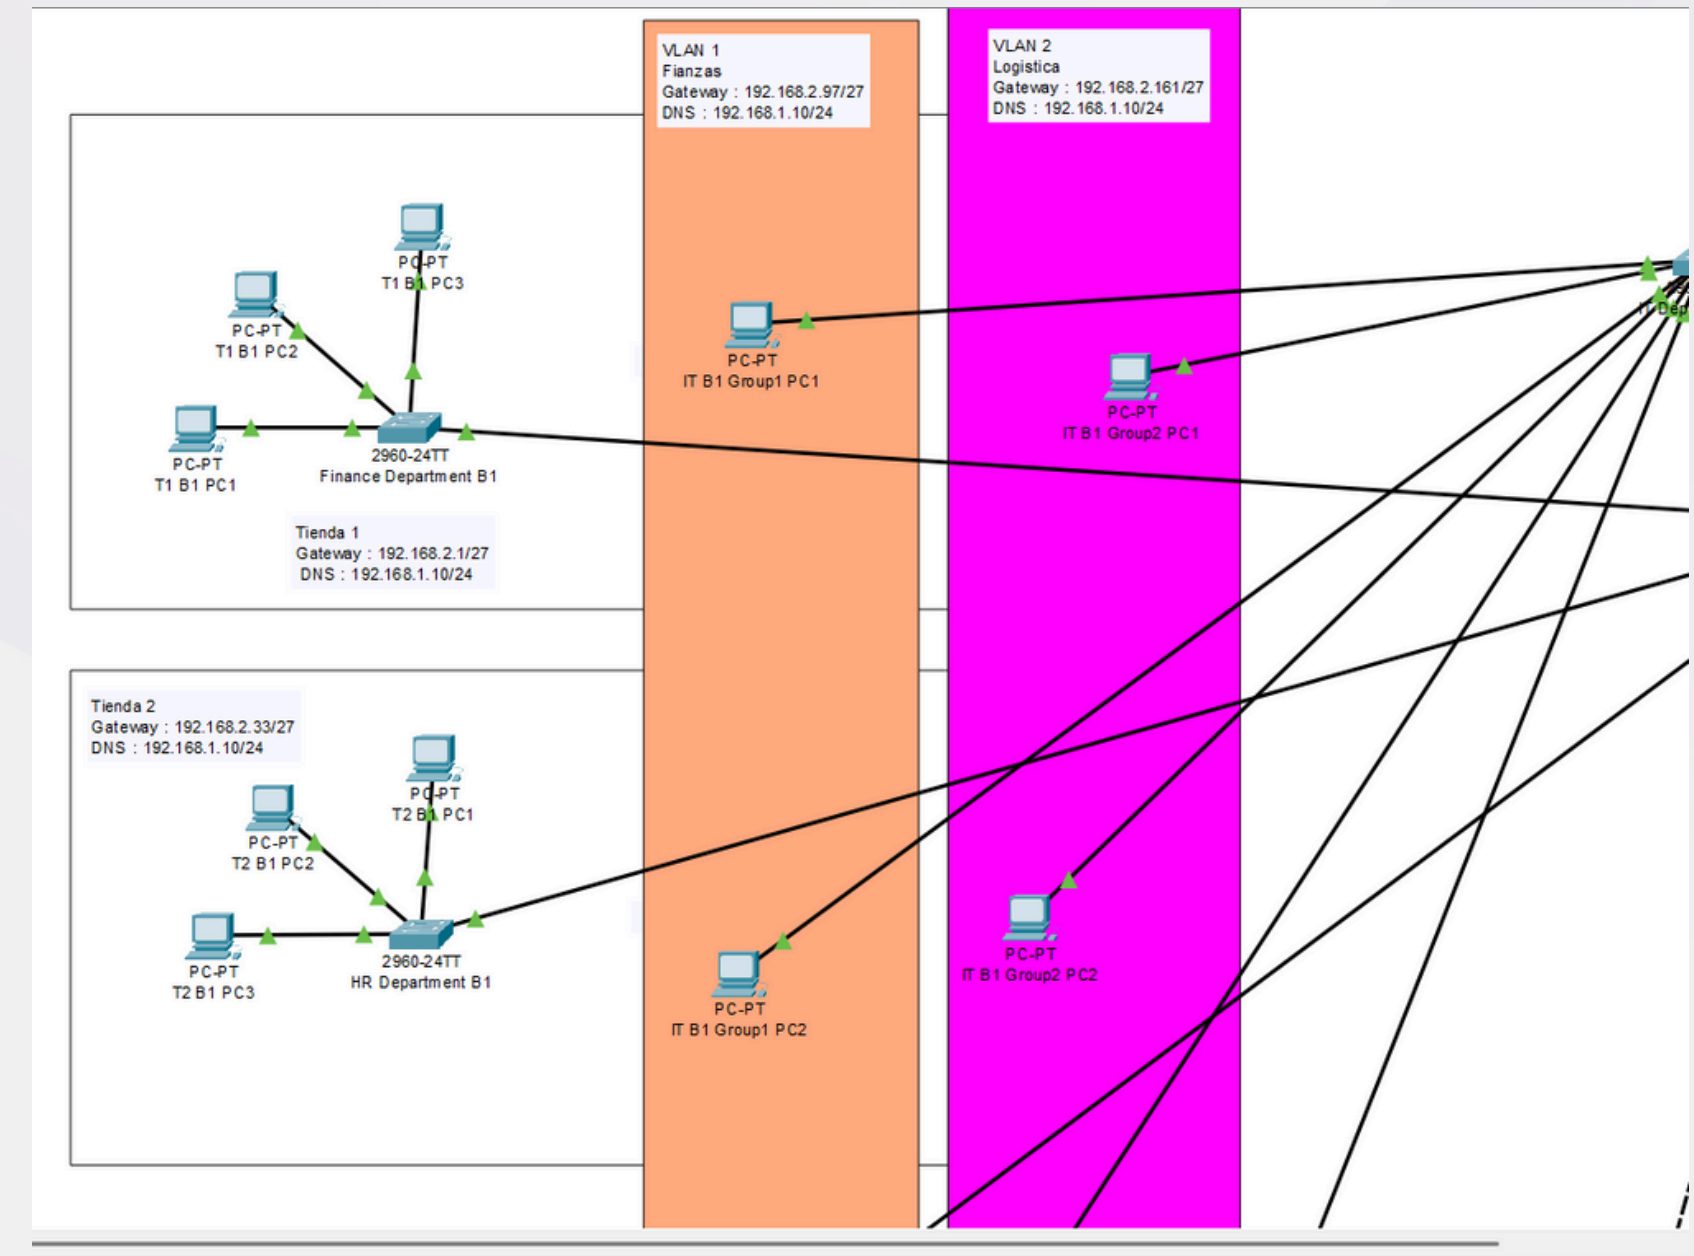 VLAN 1
Fianzas
Gateway : 192.168.2.97/27
DNS : 192.168.1.10/24
VLAN 2
Logistica
Gateway : 192.168.2.161/27
DNS : 192.168.1.10/24
PC-PT
T1 B1 PC3
PC-PT
T1 B1 PC2
PC-PT
T1 B1 PC1
2960-24TT
Finance Department B1
Tienda 1
Gateway : 192.168.2.1/27
DNS : 192.168.1.10/24
PC-PT
IT B1 Group1 PC1
PC-PT
IT B1 Group2 PC1
IT Dep
Tienda 2
Gateway : 192.168.2.33/27
DNS : 192.168.1.10/24
PC-PT
T2 B1 PC1
PC-PT
T2 B1 PC2
PC-PT
T2 B1 PC3
2960-24TT
HR Department B1
PC-PT
IT B1 Group1 PC2
PC-PT
IT B1 Group2 PC2